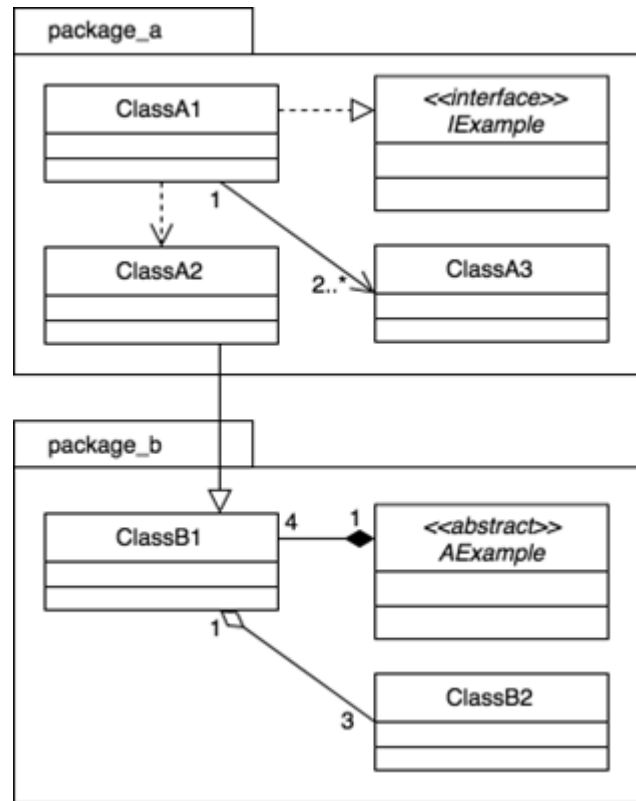 package_a
ClassA1
<<interface>>
IExample
1
ClassA2
ClassA3
2..*
package_b
ClassB1
4
1
<<abstract>>
AExample
1
ClassB2
3